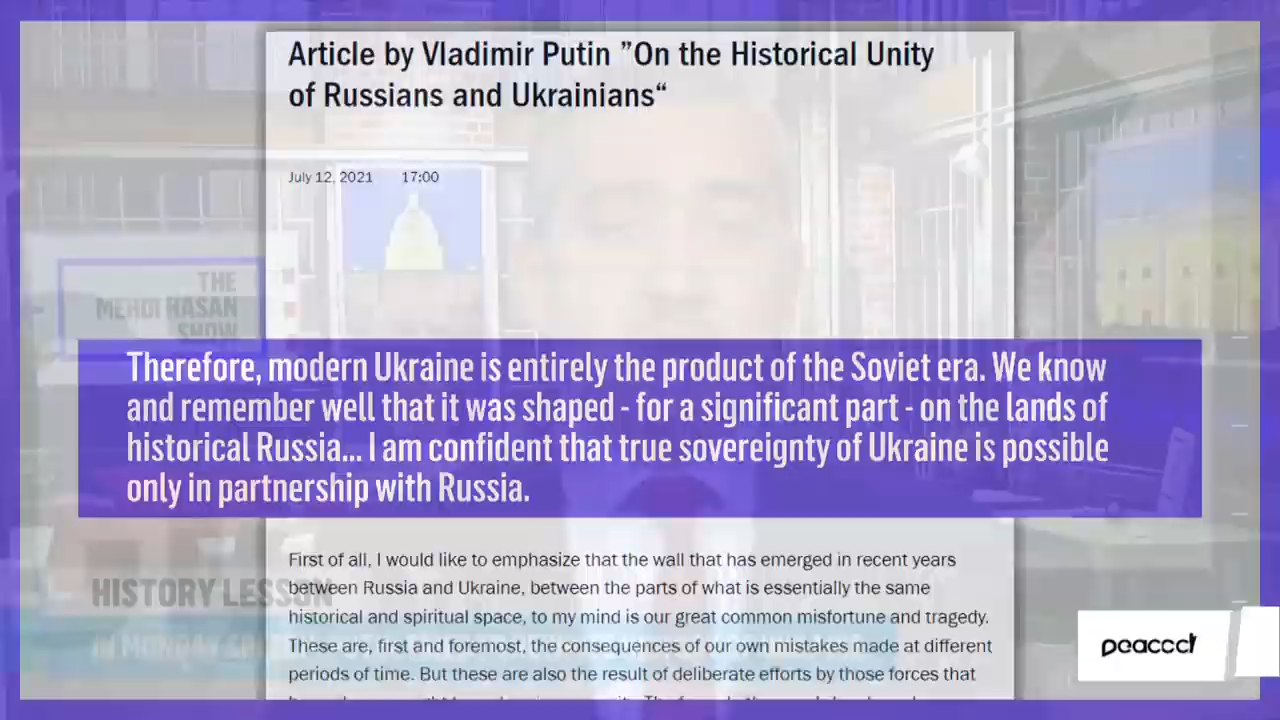 Article by Vladimir Putin ”On the Historical Unity
of Russians and Ukrainians“
July 12, 2021 17:00
THE
MEHDI HASAN
SHOW
Therefore, modern Ukraine is entirely the product of the Soviet era. We know
and remember well that it was shaped - for a significant part - on the lands of
historical Russia... I am confident that true sovereignty of Ukraine is possible
only in partnership with Russia.
First of all, I would like to emphasize that the wall that has emerged in recent years
between Russia and Ukraine, between the parts of what is essentially the same
historical and spiritual space, to my mind is our great common misfortune and tragedy.
HISTORY LESSON
These are, first and foremost, the consequences of our own mistakes made at different
IN MONDAY
periods of time. But these are also the result of deliberate efforts by those forces that